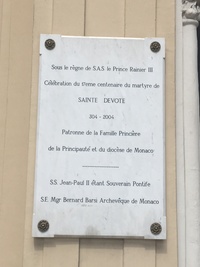 Sous le règne de S.A.S. le Prince Rainier III
Célébration du 17eme centenaire du martyre de
SAINTE DEVOTE
304 - 2004
Patronne de la Famille Princière
de la Principauté et du diocèse de Monaco
S.S. Jean-Paul II étant Souverain Pontife
S.E. Mgr Bernard Barsi Archevêque de Monaco